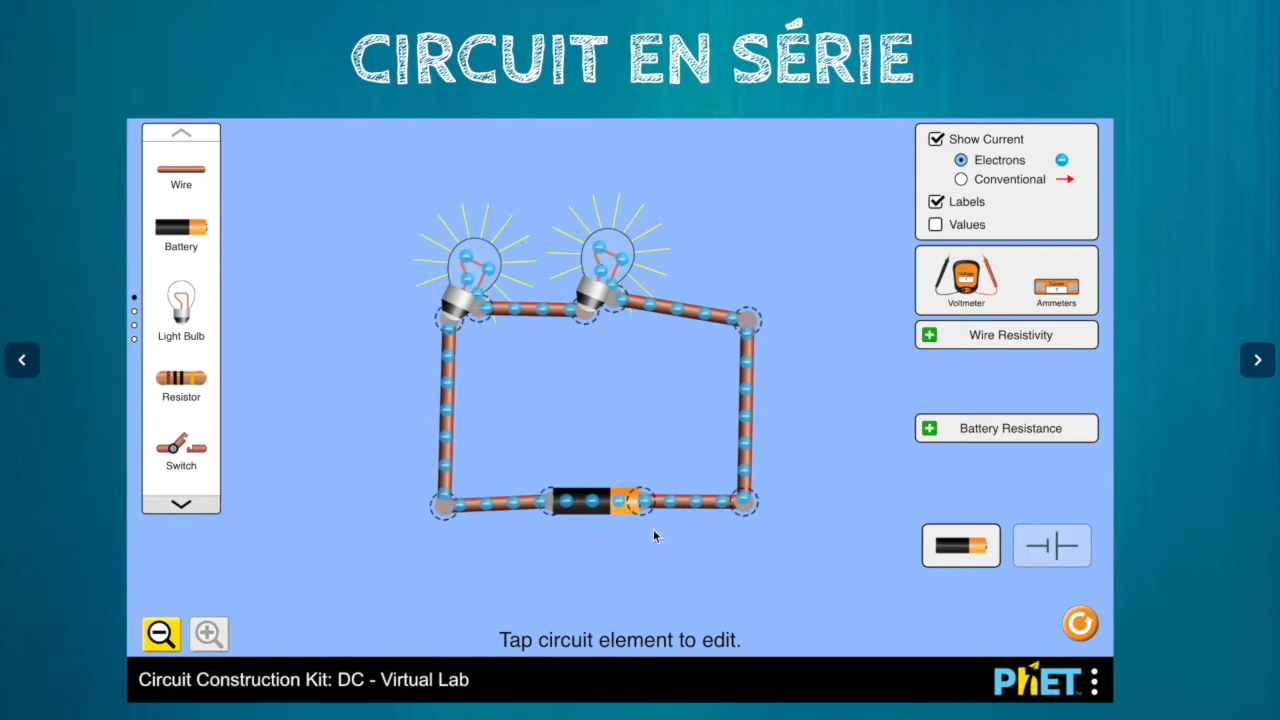 CIRCUIT EN SÉRIE
Wire
Battery
Light Bulb
Resistor
Switch
Show Current
Electrons
Conventional
Labels
Values
Voltmeter
Ammeters
Wire Resistivity
Battery Resistance
Tap circuit element to edit.
Circuit Construction Kit: DC - Virtual Lab
PhET